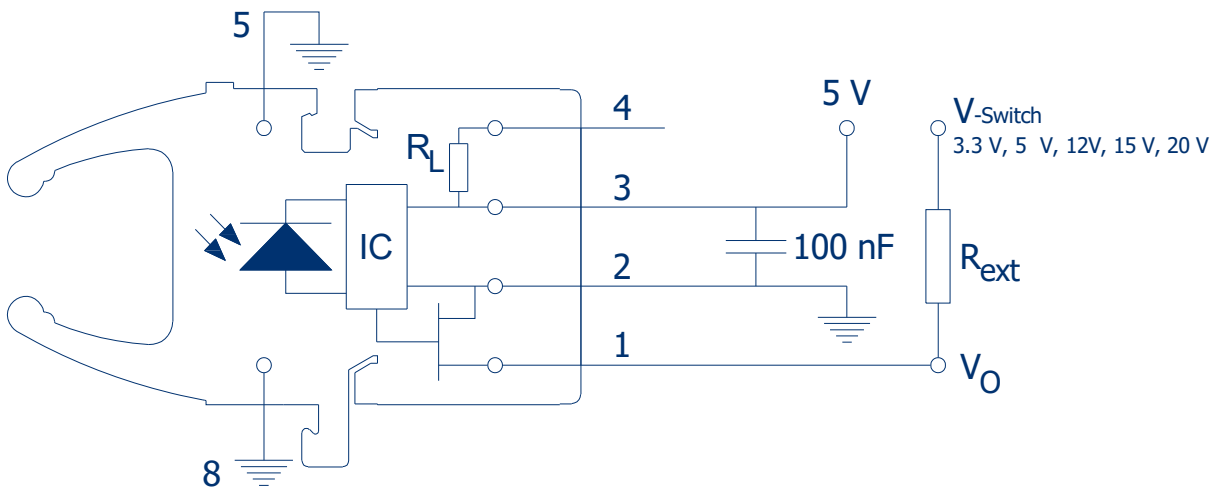 5
4
5 V
V-Switch
3.3 V, 5 V, 12V, 15 V, 20 V
RL
3
IC
100 nF
2
Rext
1
VO
8